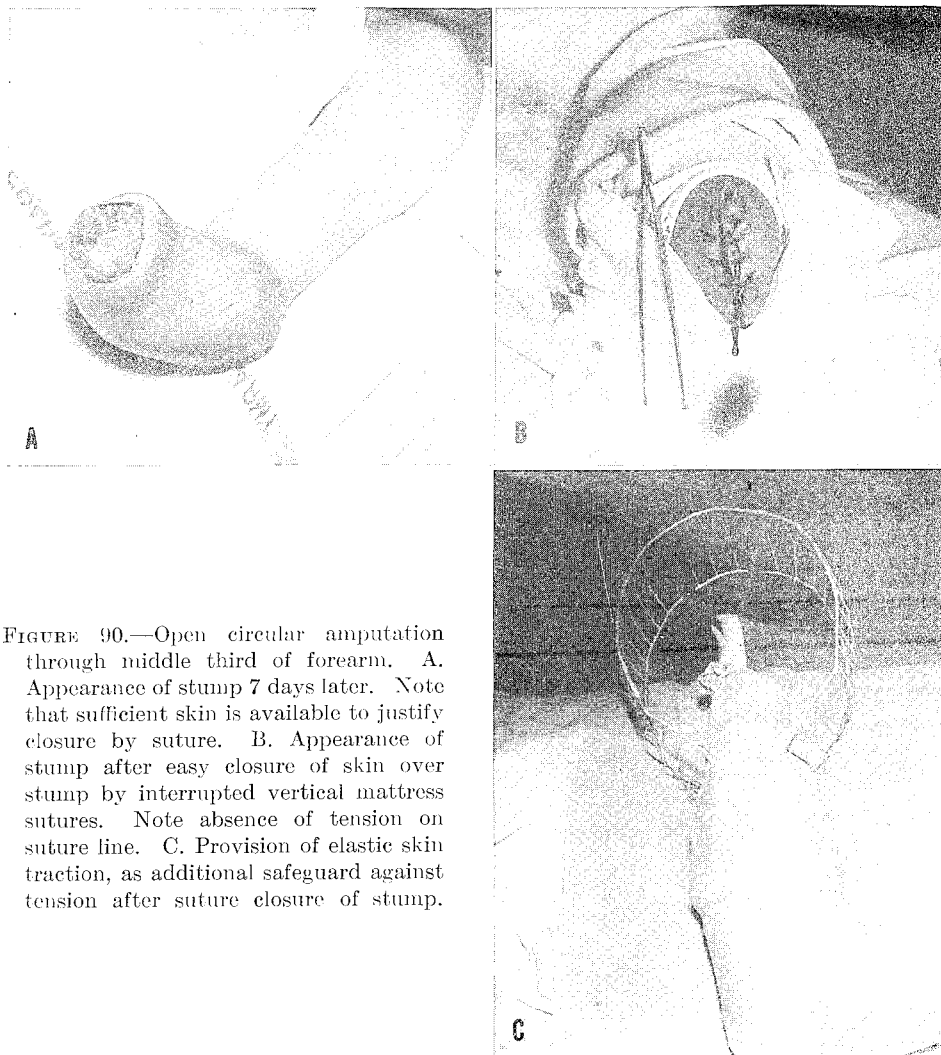 A
B
FIGURE 90.—Open circular amputation
through middle third of forearm. A.
Appearance of stump 7 days later. Note
that sufficient skin is available to justify
closure by suture. B. Appearance of
stump after easy closure of skin over
stump by interrupted vertical mattress
sutures. Note absence of tension on
suture line. C. Provision of elastic skin
traction, as additional safeguard against
tension after suture closure of stump.
C